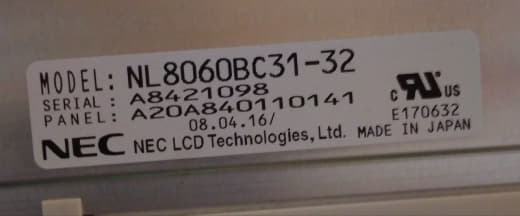 MODEL: NL8060BC31-32
SERIAL : A8421098
PANEL: A20A840110141
08.04.16/
c RU US
E170632
NEC NEC LCD Technologies, Ltd. MADE IN JAPAN